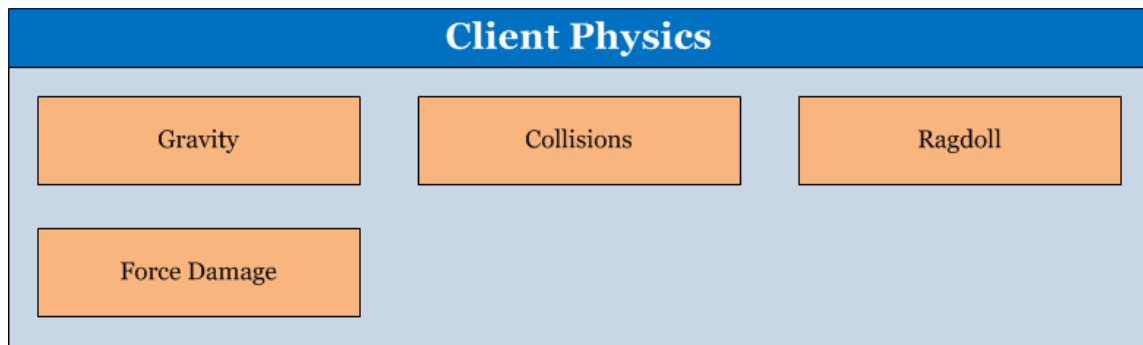 Client Physics
Gravity
Collisions
Ragdoll
Force Damage